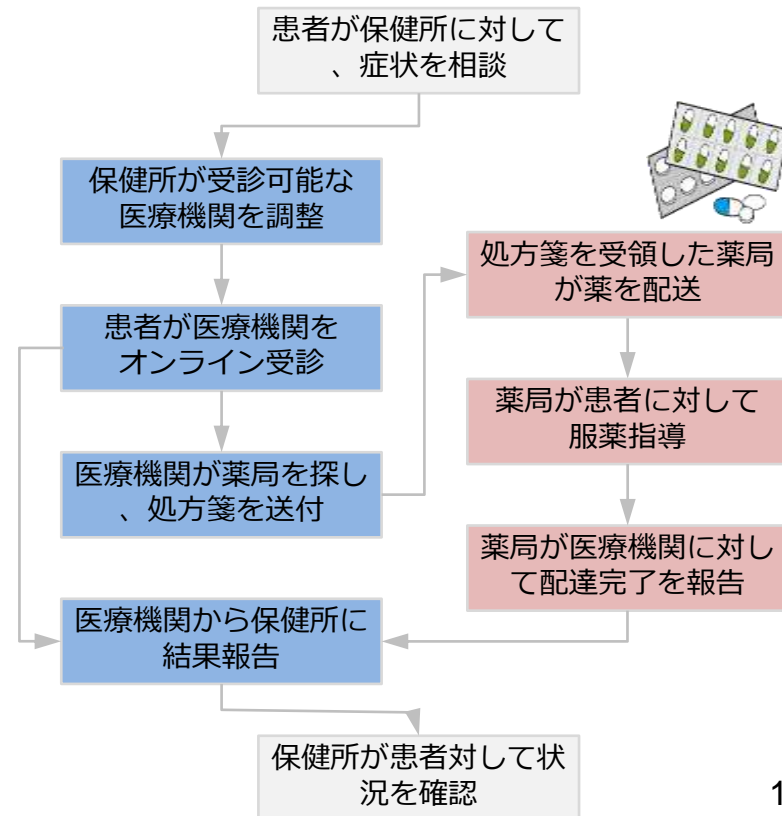 患者が保健所に対して
、症状を相談
保健所が受診可能な
医療機関を調整
患者が医療機関を
オンライン受診
医療機関が薬局を探し
、処方箋を送付
処方箋を受領した薬局
が薬を配送
薬局が患者に対して
服薬指導
薬局が医療機関に対し
て配達完了を報告
医療機関から保健所に
結果報告
保健所が患者対して状
況を確認
1